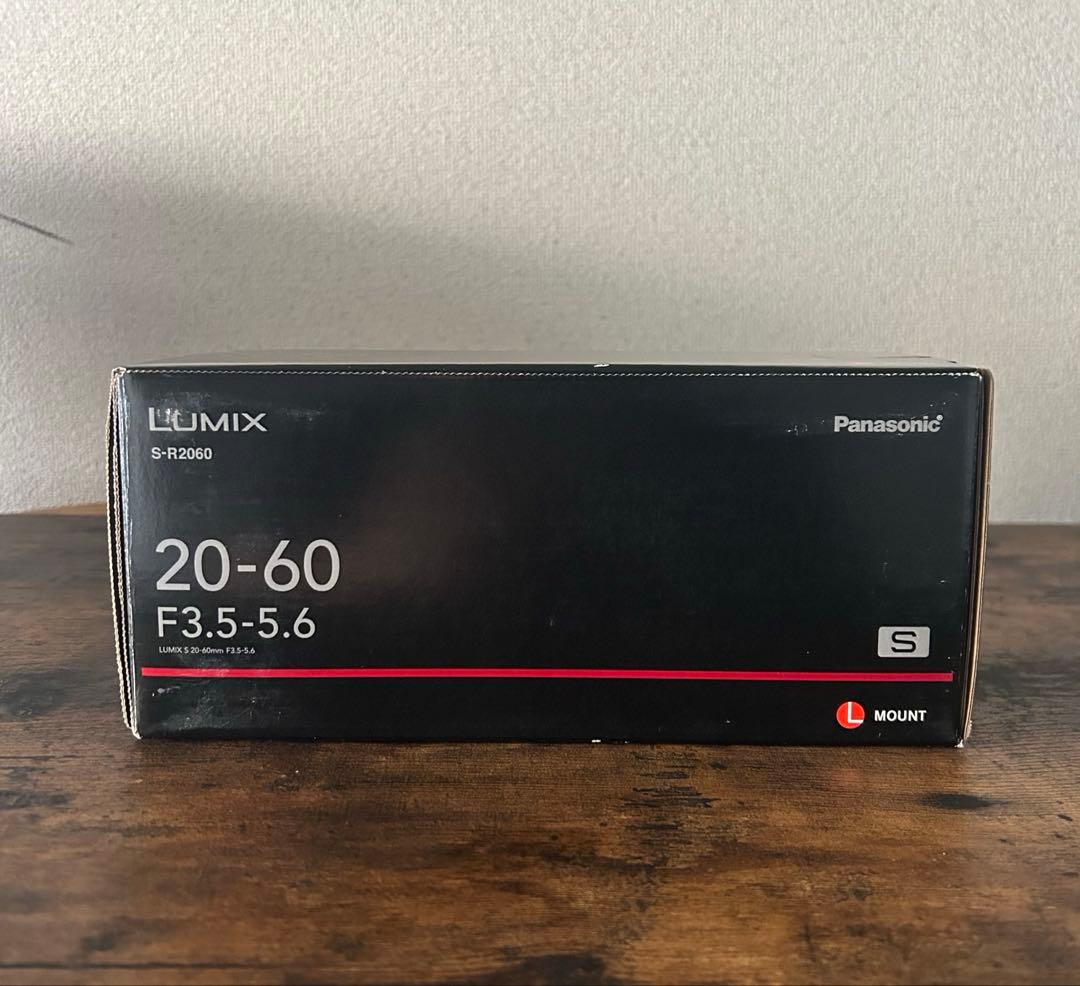 LUMIX
Panasonic®
S-R2060
20-60
F3.5-5.6
LUMIX S 20-60mm F3.5-5.6
S
L MOUNT